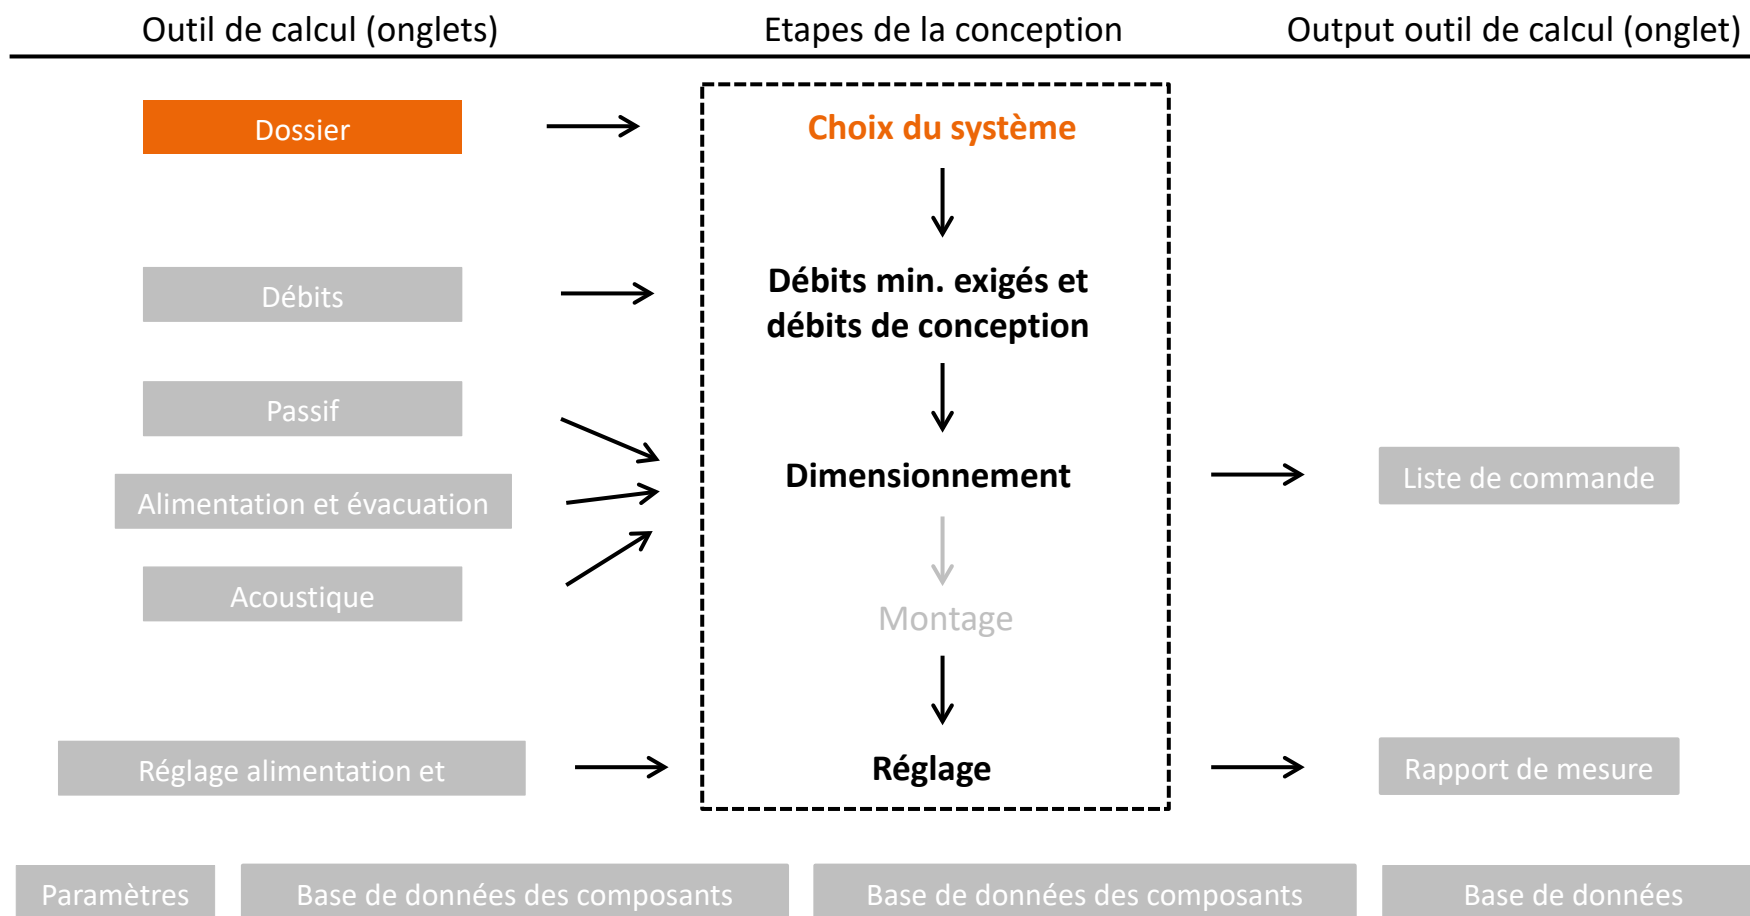 Outil de calcul (onglets)
Etapes de la conception
Output outil de calcul (onglet)
Dossier
Choix du système
Débits
Débits min. exigés et
débits de conception
Passif
Alimentation et évacuation
Dimensionnement
Liste de commande
Acoustique
Montage
Réglage alimentation et
Réglage
Rapport de mesure
Paramètres
Base de données des composants
Base de données des composants
Base de données